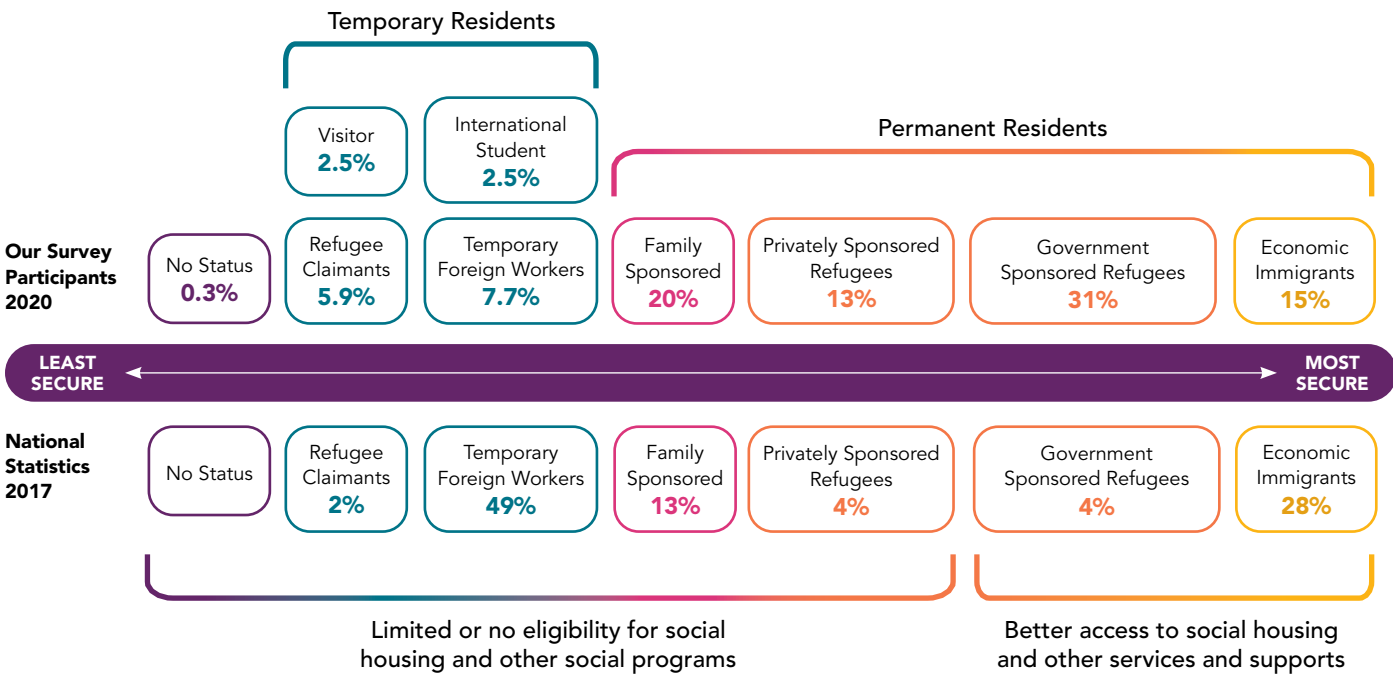 Temporary Residents
Visitor
2.5%
International
Student
2.5%
Permanent Residents
Our Survey
Participants
2020
No Status
0.3%
Refugee
Claimants
5.9%
Temporary
Foreign Workers
7.7%
Family
Sponsored
20%
Privately Sponsored
Refugees
13%
Government
Sponsored Refugees
31%
Economic
Immigrants
15%
LEAST
SECURE
MOST
SECURE
National
Statistics
2017
No Status
Refugee
Claimants
2%
Temporary
Foreign Workers
49%
Family
Sponsored
13%
Privately Sponsored
Refugees
4%
Government
Sponsored Refugees
4%
Economic
Immigrants
28%
Limited or no eligibility for social
housing and other social programs
Better access to social housing
and other services and supports